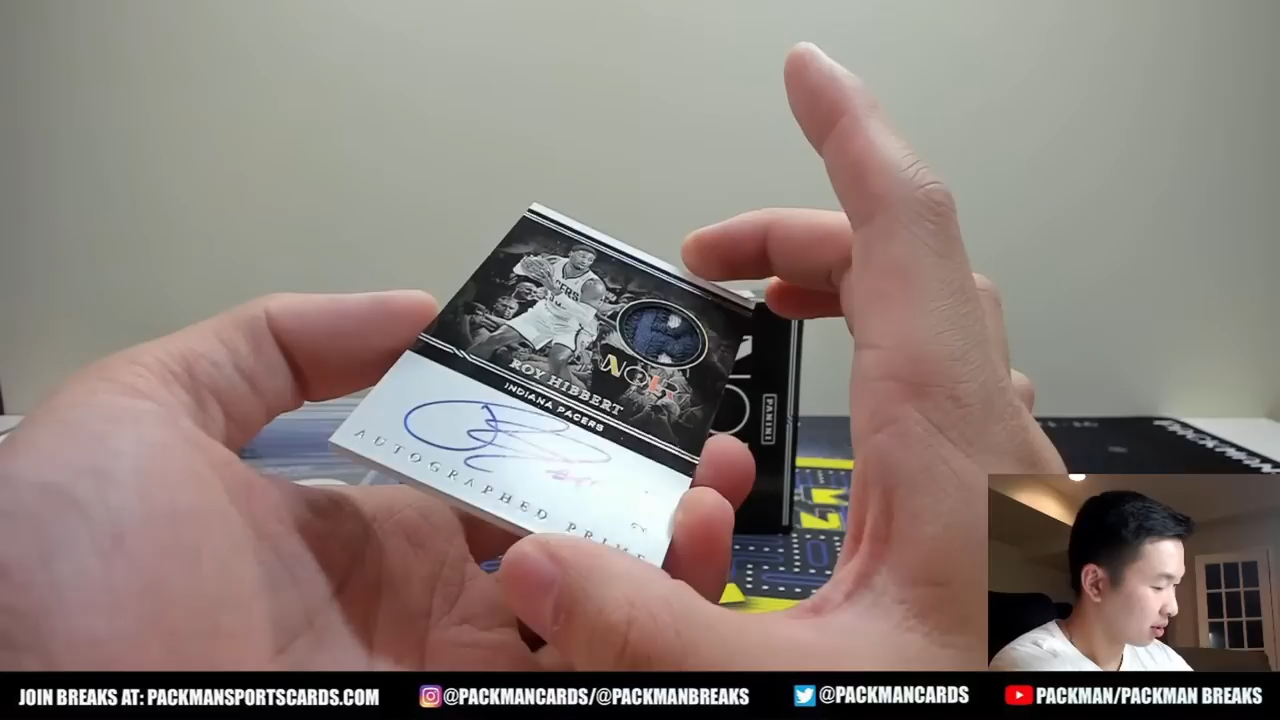 NOIR
ROY HIBBERT
INDIANA PACERS
AUTOGRAPHED PRIME
PANINI
JOIN BREAKS AT: PACKMANSPORTSCARDS.COM
@PACKMANCARDS/@PACKMANBREAKS
@PACKMANCARDS
PACKMAN/PACKMAN BREAKS